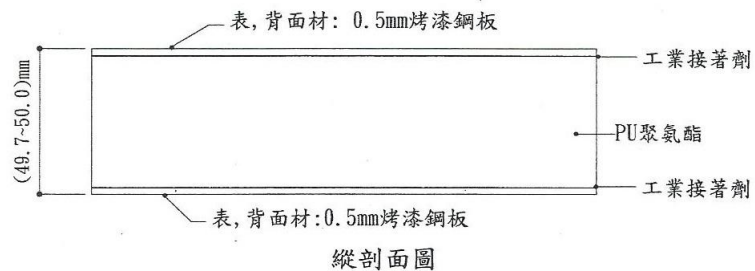 表,背面材: 0.5mm烤漆鋼板
工業接著劑
(49.7~50.0)mm
PU聚氨酯
工業接著劑
表,背面材:0.5mm烤漆鋼板
縱剖面圖